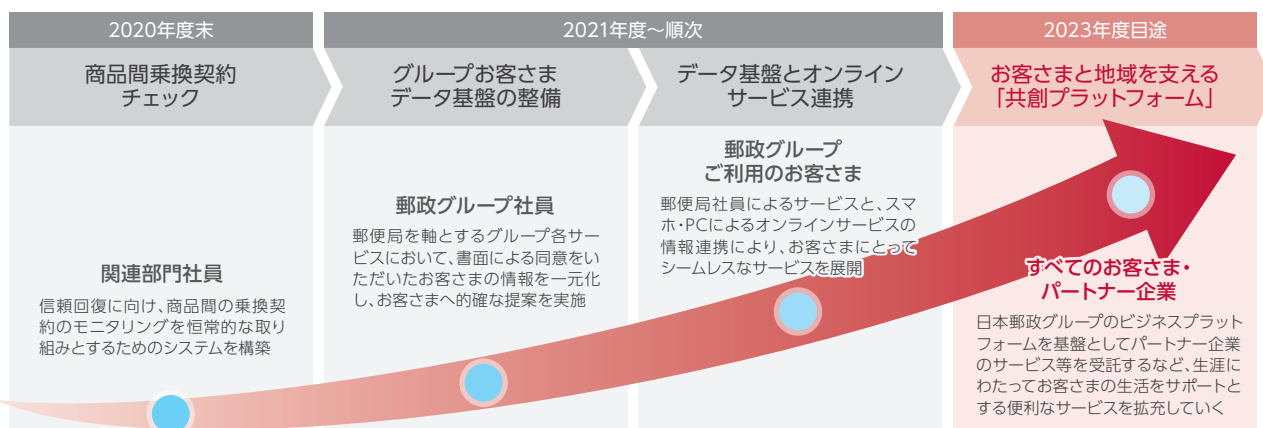 2020年度末
2021年度～順次
2023年度目途
商品間乗換契約
チェック
グループお客さま
データ基盤の整備
データ基盤とオンライン
サービス連携
お客さまと地域を支える
「共創プラットフォーム」
関連部門社員
信頼回復に向け、商品間の乗換契
約のモニタリングを恒常的な取り
組みとするためのシステムを構築
郵政グループ社員
郵便局を軸とするグループ各サー
ビスにおいて、書面による同意をい
ただいたお客さまの情報を一元化
し、お客さまへ的確な提案を実施
郵政グループ
ご利用のお客さま
郵便局社員によるサービスと、スマ
ホ・PCによるオンラインサービスの
情報連携により、お客さまにとって
シームレスなサービスを展開
すべてのお客さま・
パートナー企業
日本郵政グループのビジネスプラット
フォームを基盤としてパートナー企業
のサービス等を受託するなど、生涯に
わたってお客さまの生活をサポートと
する便利なサービスを拡充していく